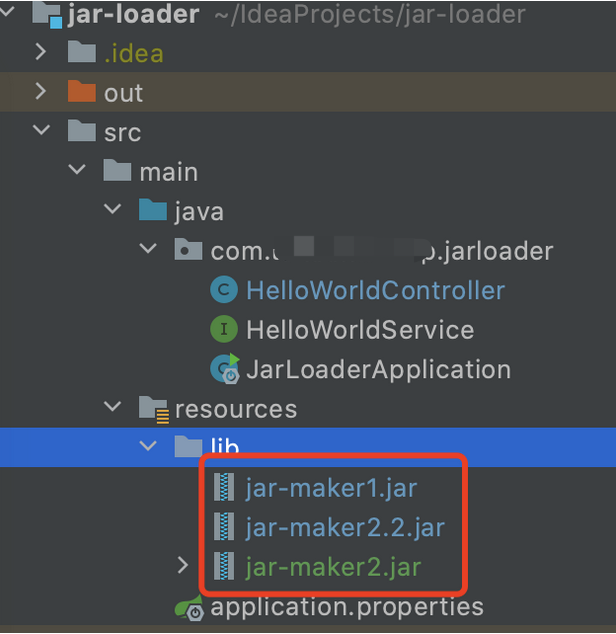 jar-loader ~/IdeaProjects/jar-loader
.idea
out
src
main
java
com. p.jarloader
HelloWorldController
HelloWorldService
JarLoaderApplication
resources
lib
jar-maker1.jar
jar-maker2.2.jar
jar-maker2.jar
application.properties